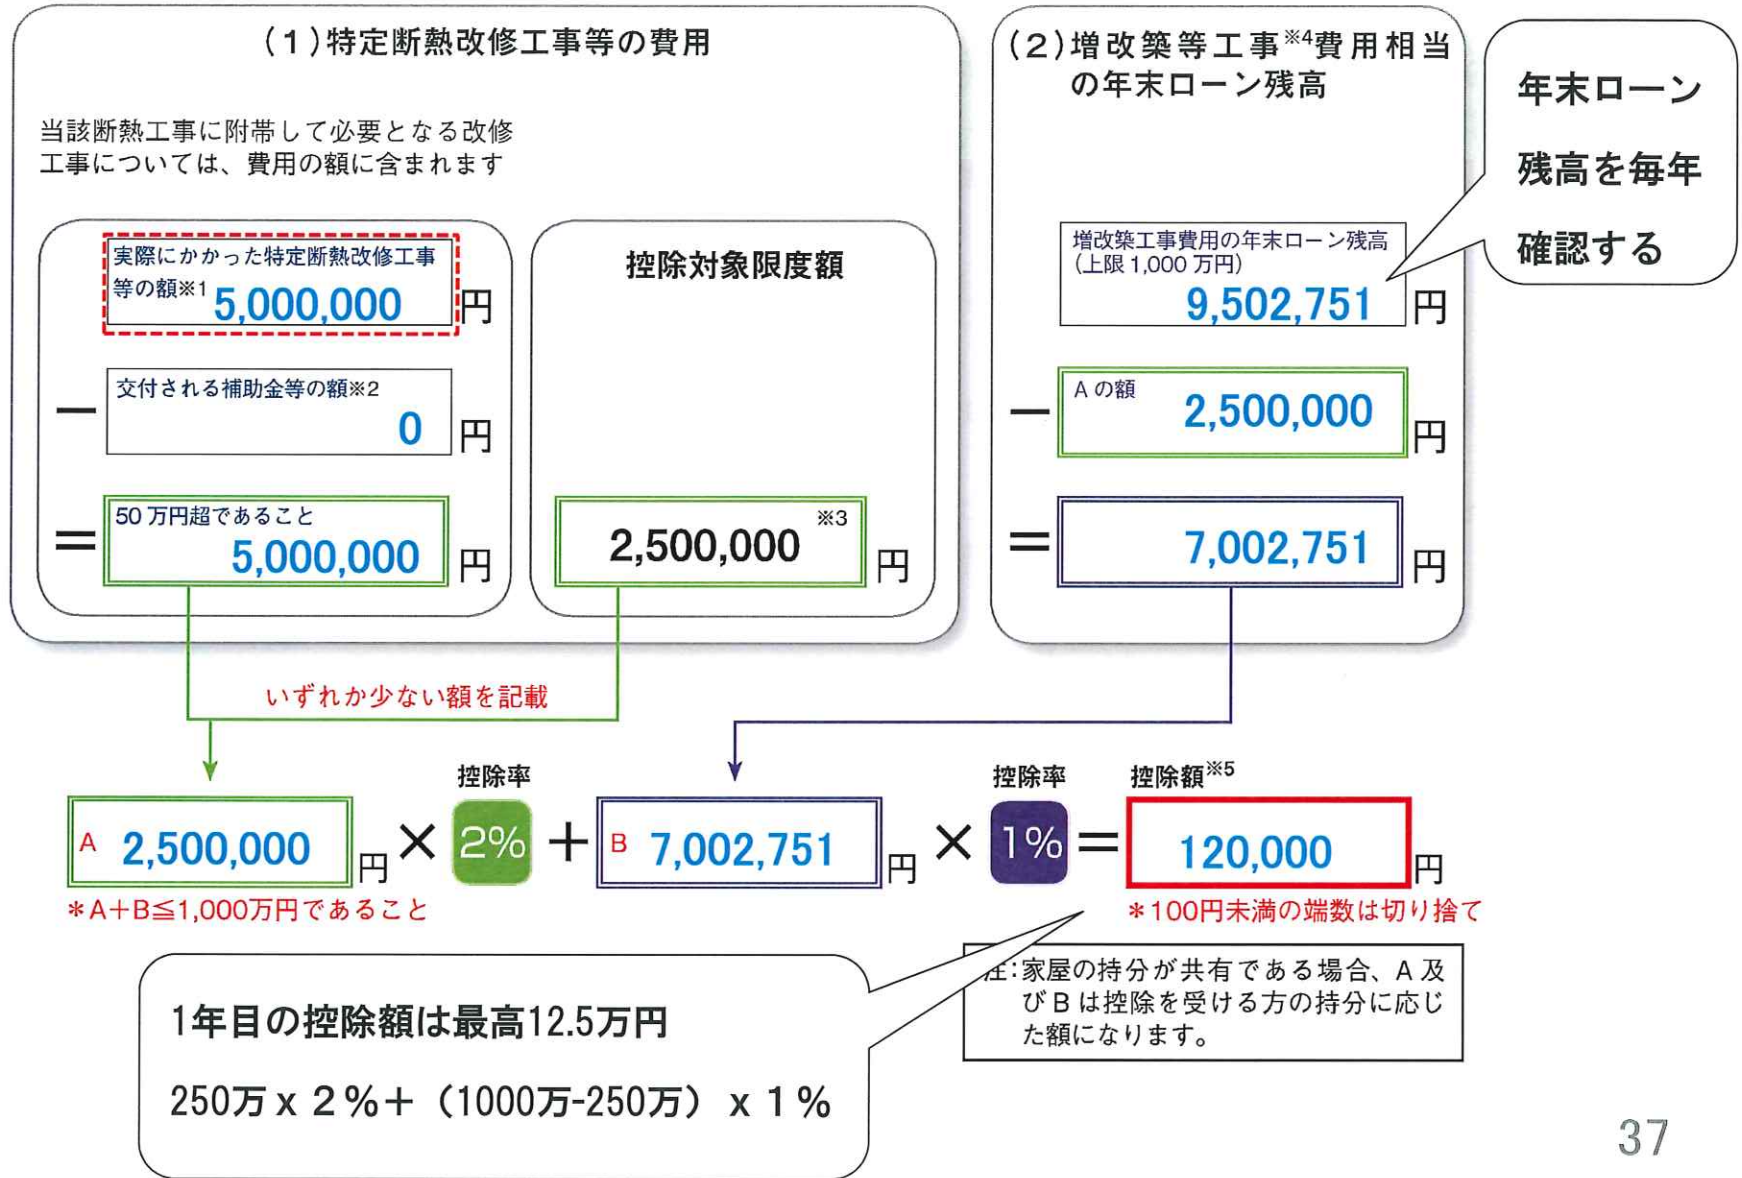 (1)特定断熱改修工事等の費用
当該断熱工事に附帯して必要となる改修
工事については、費用の額に含まれます
実際にかかった特定断熱改修工事
等の額※1 5,000,000 円
－ 交付される補助金等の額※2
0 円
＝ 50万円超であること
5,000,000 円
控除対象限度額
2,500,000 ※3 円
(2)増改築等工事※4費用相当
の年末ローン残高
増改築工事費用の年末ローン残高
(上限1,000万円)
9,502,751 円
－ Aの額 2,500,000 円
＝ 7,002,751 円
年末ローン
残高を毎年
確認する
いずれか少ない額を記載
控除率
控除率
控除額※5
A 2,500,000 円 × 2% ＋ B 7,002,751 円 × 1% ＝ 120,000 円
＊A＋B≦1,000万円であること
＊100円未満の端数は切り捨て
注:家屋の持分が共有である場合、A及
びBは控除を受ける方の持分に応じ
た額になります。
1年目の控除額は最高12.5万円
250万 x 2%＋ (1000万-250万) x 1%
37